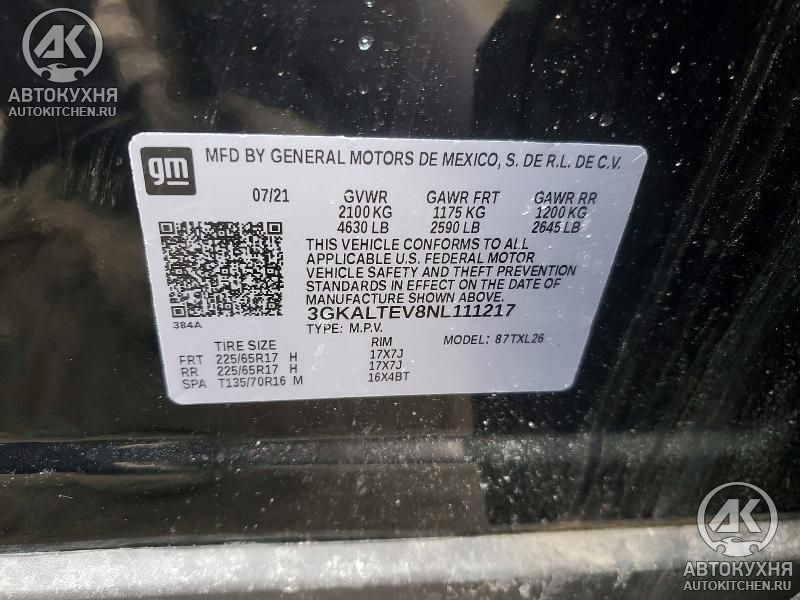 АВТОКУХНЯ
AUTOKITCHEN.RU
gm
MFD BY GENERAL MOTORS DE MEXICO, S. DE R.L. DE C.V.
07/21 GVWR GAWR FRT GAWR RR
2100 KG 1175 KG 1200 KG
4630 LB 2590 LB 2645 LB
THIS VEHICLE CONFORMS TO ALL
APPLICABLE U.S. FEDERAL MOTOR
VEHICLE SAFETY AND THEFT PREVENTION
STANDARDS IN EFFECT ON THE DATE OF
MANUFACTURE SHOWN ABOVE.
3GKALTEV8NL111217
384A
TYPE: M.P.V. MODEL: 87TXL26
TIRE SIZE RIM
FRT 225/65R17 H 17X7J
RR 225/65R17 H 17X7J
SPA T135/70R16 M 16X4BT
АВТОКУХНЯ
AUTOKITCHEN.RU